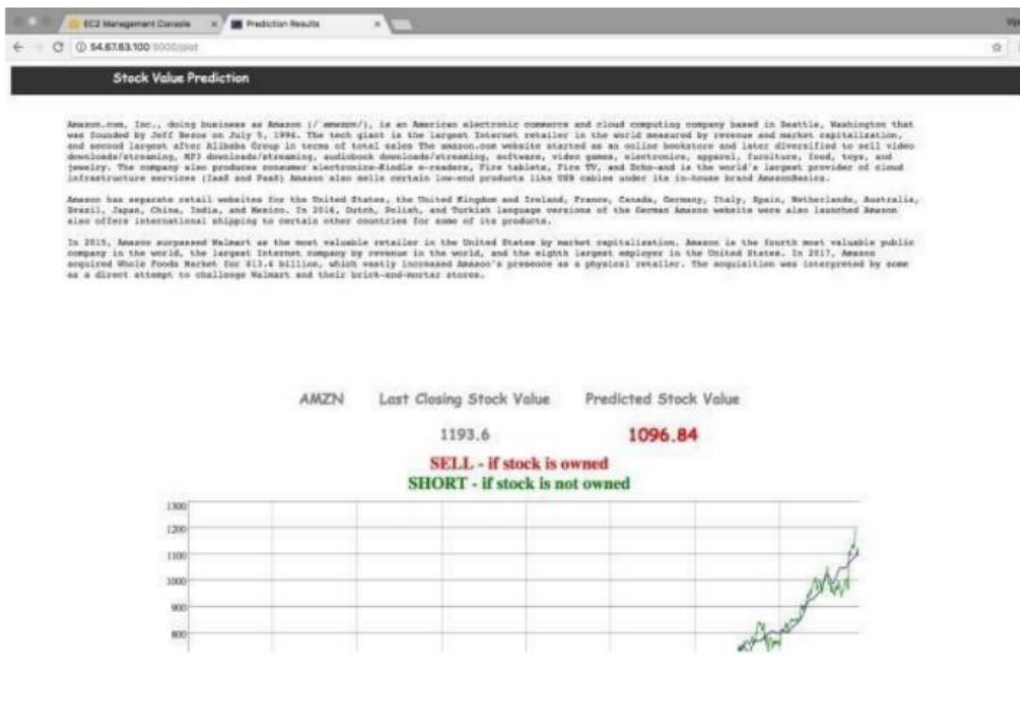 EC2 Management Console
Prediction Results
54.67.63.100:5000/plot
Stock Value Prediction
Amazon.com, Inc., doing business as Amazon (/ˈæməzɒn/), is an American electronic commerce and cloud computing company based in Seattle, Washington that
was founded by Jeff Bezos on July 5, 1994. The tech giant is the largest Internet retailer in the world measured by revenue and market capitalization,
and second largest after Alibaba Group in terms of total sales The amazon.com website started as an online bookstore and later diversified to sell video
downloads/streaming, MP3 downloads/streaming, audiobook downloads/streaming, software, video games, electronics, apparel, furniture, food, toys, and
jewelry. The company also produces consumer electronics-Kindle e-readers, Fire tablets, Fire TV, and Echo-and is the world's largest provider of cloud
infrastructure services (IaaS and PaaS) Amazon also sells certain low-end products like USB cables under its in-house brand AmazonBasics.
Amazon has separate retail websites for the United States, the United Kingdom and Ireland, France, Canada, Germany, Italy, Spain, Netherlands, Australia,
Brazil, Japan, China, India, and Mexico. In 2016, Dutch, Polish, and Turkish language versions of the German Amazon website were also launched Amazon
also offers international shipping to certain other countries for some of its products.
In 2015, Amazon surpassed Walmart as the most valuable retailer in the United States by market capitalization. Amazon is the fourth most valuable public
company in the world, the largest Internet company by revenue in the world, and the eighth largest employer in the United States. In 2017, Amazon
acquired Whole Foods Market for $13.4 billion, which vastly increased Amazon's presence as a physical retailer. The acquisition was interpreted by some
as a direct attempt to challenge Walmart and their brick-and-mortar stores.
AMZN Last Closing Stock Value Predicted Stock Value
1193.6 1096.84
SELL - if stock is owned
SHORT - if stock is not owned
1300
1200
1100
1000
900
800